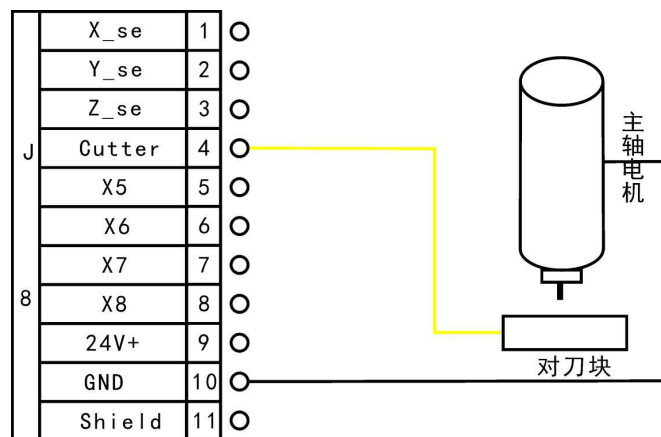 J
8
X_se 1
Y_se 2
Z_se 3
Cutter 4
X5 5
X6 6
X7 7
X8 8
24V+ 9
GND 10
Shield 11
主轴电机
对刀块